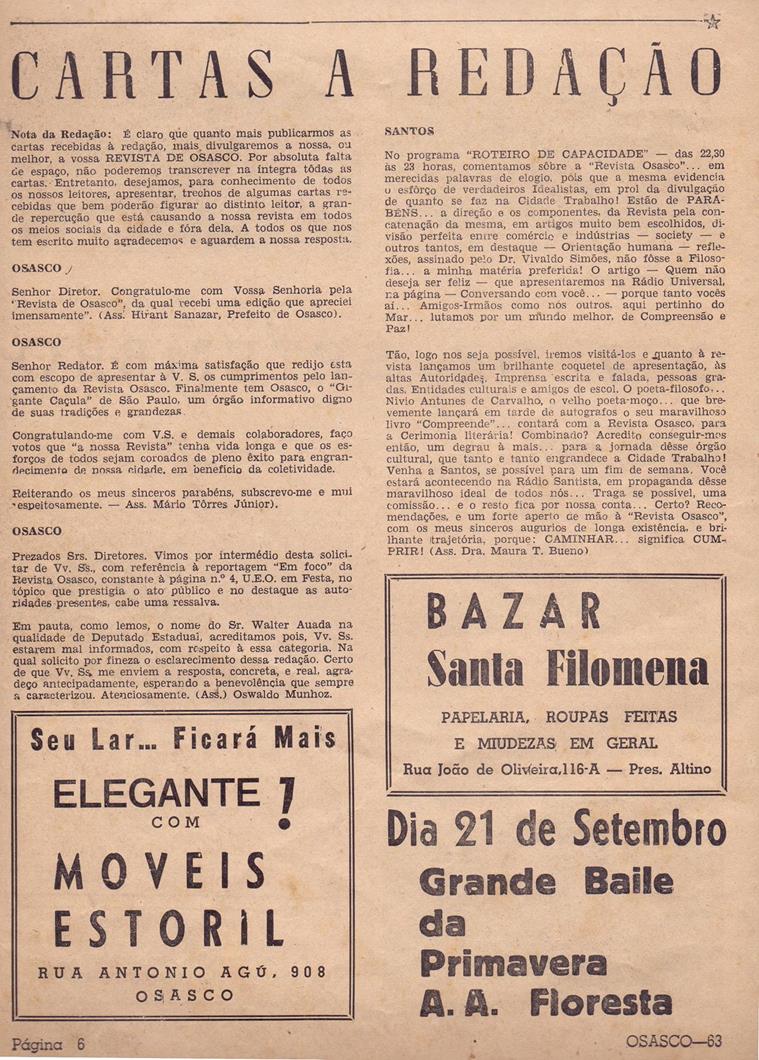 CARTAS A REDAÇÃO
Nota da Redação: É claro que quanto mais publicarmos as
cartas recebidas à redação, mais divulgaremos a nossa, ou
melhor, a vossa REVISTA DE OSASCO. Por absoluta falta
de espaço, não poderemos transcrever na íntegra tôdas as
cartas. Entretanto, desejamos, para conhecimento de todos
os nossos leitores, apresentar, trechos de algumas cartas re-
cebidas que bem poderão figurar ao distinto leitor, a gran-
de repercução que está causando a nossa revista em todos
os meios sociais da cidade e fóra dela. A todos os que nos
tem escrito muito agradecemos e aguardem a nossa resposta.
OSASCO
Senhor Diretor. Congratulo-me com Vossa Senhoria pela
"Revista de Osasco", da qual recebi uma edição que apreciei
imensamente". (Ass. Hirant Sanazar, Prefeito de Osasco).
OSASCO
Senhor Redator. É com máxima satisfação que redijo esta
com escopo de apresentar à V. S. os cumprimentos pelo lan-
çamento da Revista Osasco. Finalmente tem Osasco, o "Gi-
gante Caçula" de São Paulo, um órgão informativo digno
de suas tradições e grandezas.
Congratulando-me com V.S. e demais colaboradores, faço
votos que "a nossa Revista" tenha vida longa e que os es-
forços de todos sejam coroados de pleno êxito para engran-
decimento de nossa cidade, em beneficio da coletividade.
Reiterando os meus sinceros parabéns, subscrevo-me e mui
respeitosamente. — Ass. Mário Tôrres Júnior).
OSASCO
Prezados Srs. Diretores. Vimos por intermédio desta solici-
tar de Vv. Ss., com referência à reportagem "Em foco" da
Revista Osasco, constante à página n.º 4, U.E.O. em Festa, no
tópico que prestigia o ato público e no destaque as auto-
ridades presentes, cabe uma ressalva.
Em pauta, como lemos, o nome do Sr. Walter Auada na
qualidade de Deputado Estadual, acreditamos pois, Vv. Ss.
estarem mal informados, com respeito à essa categoria. Na
qual solicito por fineza o esclarecimento dessa redação. Certo
de que Vv. Ss. me enviem a resposta, concreta, e real, agra-
deço antecipadamente, esperando a benevolência que sempre
a caracterizou. Atenciosamente. (Ass.) Oswaldo Munhoz.
Seu Lar... Ficará Mais
ELEGANTE!
COM
MOVEIS
ESTORIL
RUA ANTONIO AGÚ, 908
OSASCO
SANTOS
No programa "ROTEIRO DE CAPACIDADE" — das 22,30
às 23 horas, comentamos sôbre a "Revista Osasco"... em
merecidas palavras de elogio, pois que a mesma evidencia
o esfôrço de verdadeiros Idealistas, em prol da divulgação
de quanto se faz na Cidade Trabalho! Estão de PARA-
BÉNS... a direção e os componentes, da Revista pela con-
catenação da mesma, em artigos muito bem escolhidos, di-
visão perfeita entre comércio e indústrias — society — e
outros tantos, em destaque — Orientação humana — refle-
xões, assinado pelo Dr. Vivaldo Simões, não fôsse a Filoso-
fia... a minha matéria preferida! O artigo — Quem não
deseja ser feliz — que apresentaremos na Rádio Universal,
na página — Conversando com você... — porque tanto vocês
aí... Amigos-Irmãos como nós outros, aqui pertinho do
Mar... lutamos por um mundo melhor, de Compreensão e
Paz!
Tão, logo nos seja possível, iremos visitá-los e quanto à re-
vista lançamos um brilhante coquetel de apresentação, às
altas Autoridades, Imprensa escrita e falada, pessoas gra-
das, Entidades culturais e amigos de escol. O poeta-filosofo...
Nivio Antunes de Carvalho, o velho poeta-moço... que bre-
vemente lançará em tarde de autografos o seu maravilhoso
livro "Compreende"... contará com a Revista Osasco, para
a Cerimonia literária! Combinado? Acredito conseguir-mos
então, um degrau à mais... para a jornada dêsse órgão
cultural, que tanto e tanto engrandece a Cidade Trabalho!
Venha a Santos, se possível para um fim de semana. Você
estará acontecendo na Rádio Santista, em propaganda dêsse
maravilhoso ideal de todos nós... Traga se possivel, uma
comissão... e o resto fica por nossa conta... Certo? Reco-
mendações, e um forte aperto de mão à "Revista Osasco",
com os meus sinceros augurios de longa existência, e bri-
lhante trajetória, porque: CAMINHAR... significa CUM-
PRIR! (Ass. Dra. Maura T. Bueno)
BAZAR
Santa Filomena
PAPELARIA, ROUPAS FEITAS
E MIUDEZAS EM GERAL
Rua João de Oliveira, 116-A — Pres. Altino
Dia 21 de Setembro
Grande Baile
da
Primavera
A. A. Floresta
Página 6
OSASCO—63